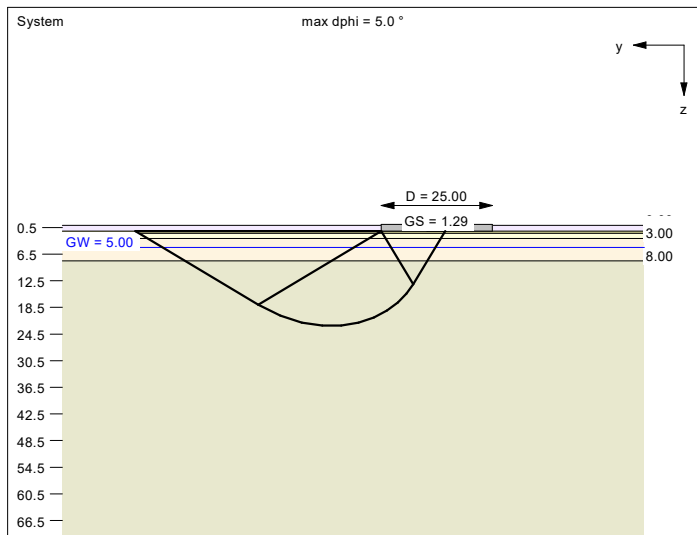 System
max dphi = 5.0 °
y
z
D = 25.00
GS = 1.29
0.5
3.00
GW = 5.00
6.5
8.00
12.5
18.5
24.5
30.5
36.5
42.5
48.5
54.5
60.5
66.5